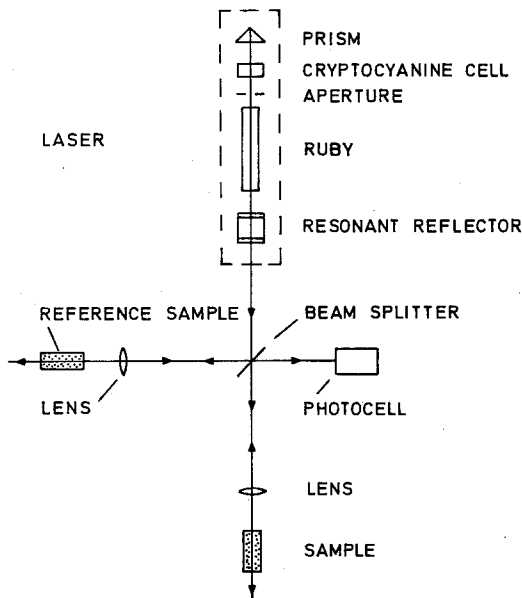 PRISM
CRYPTOCYANINE CELL
APERTURE
LASER
RUBY
RESONANT REFLECTOR
REFERENCE SAMPLE
BEAM SPLITTER
LENS
PHOTOCELL
LENS
SAMPLE